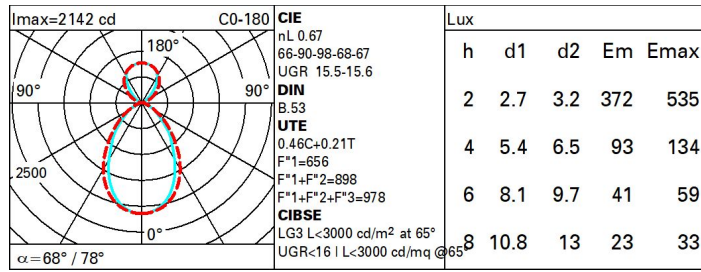 Imax=2142 cd C0-180
180°
90° 90°
2500
0°
α=68° / 78°
CIE
nL 0.67
66-90-98-68-67
UGR 15.5-15.6
DIN
B.53
UTE
0.46C+0.21T
F"1=656
F"1+F"2=898
F"1+F"2+F"3=978
CIBSE
LG3 L<3000 cd/m² at 65°
UGR<16 | L<3000 cd/mq @65°
Lux
h d1 d2 Em Emax
2 2.7 3.2 372 535
4 5.4 6.5 93 134
6 8.1 9.7 41 59
8 10.8 13 23 33